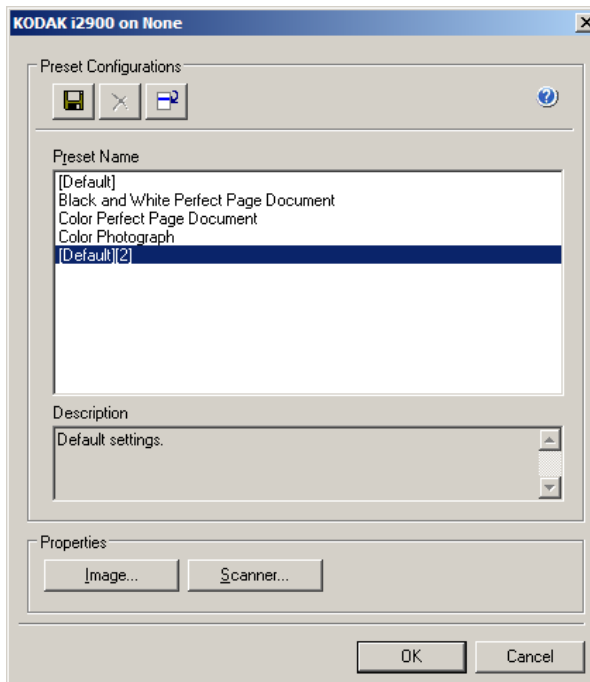 KODAK i2900 on None
Preset Configurations
Preset Name
[Default]
Black and White Perfect Page Document
Color Perfect Page Document
Color Photograph
[Default][2]
Description
Default settings.
Properties
Image...
Scanner...
OK
Cancel